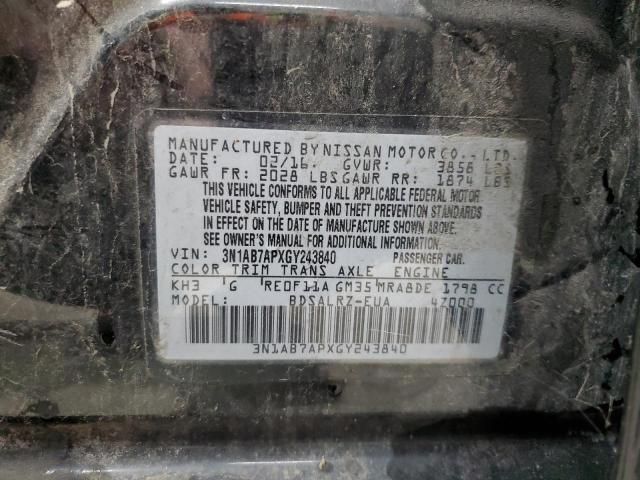 MANUFACTURED BY NISSAN MOTOR CO., LTD.
DATE: 02/16 GVWR: 3858 LBS
GAWR FR: 2028 LBS GAWR RR: 1874 LBS
THIS VEHICLE CONFORMS TO ALL APPLICABLE FEDERAL MOTOR
VEHICLE SAFETY, BUMPER AND THEFT PREVENTION STANDARDS
IN EFFECT ON THE DATE OF MANUFACTURE SHOWN ABOVE.
SEE OWNER'S MANUAL FOR ADDITIONAL INFORMATION.
VIN: 3N1AB7APXGY243840 PASSENGER CAR.
COLOR TRIM TRANS AXLE ENGINE
KH3 G RE0F11A GM35 MRA8DE 1798 CC
MODEL: BDSALRZ-EUA 4Z000
3N1AB7APXGY243840